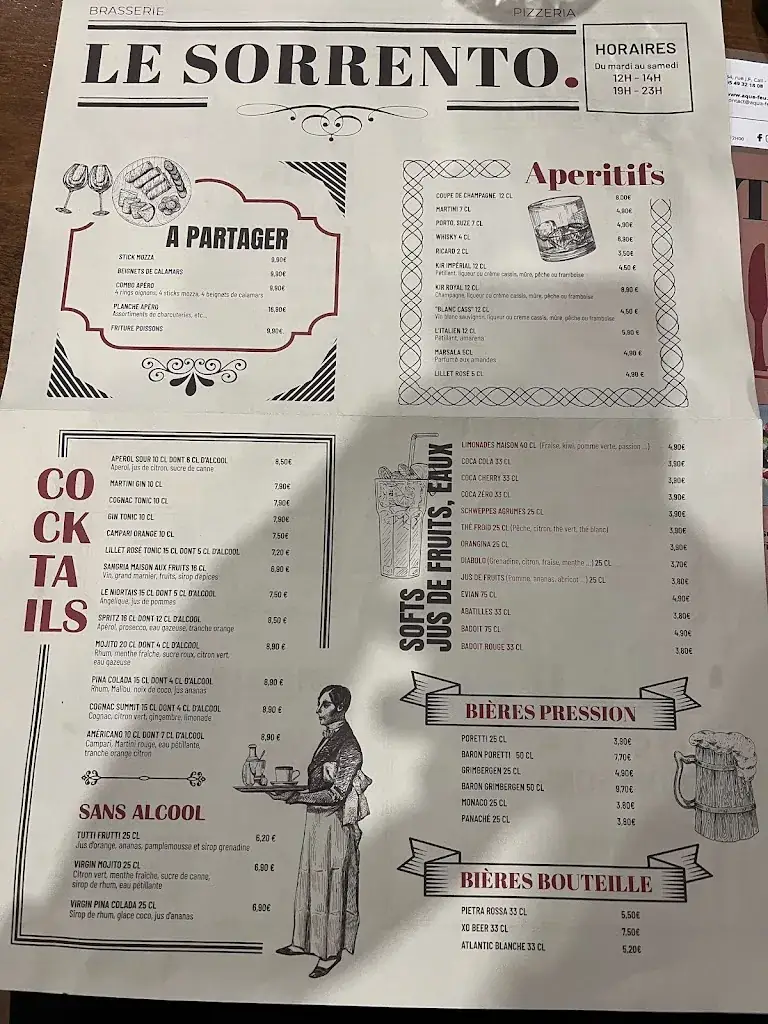 BRASSERIE
PIZZERIA
LE SORRENTO.
HORAIRES
Du mardi au samedi
12H - 14H
19H - 23H
A PARTAGER
STICK MOZZA 9,90€
BEIGNETS DE CALAMARS 9,90€
COMBO APÉRO 9,90€
4 rings oignons, 4 sticks mozza, 4 beignets de calamars
PLANCHE APÉRO 16,90€
Assortiments de charcuteries, etc...
FRITURE POISSONS 9,90€
Aperitifs
COUPE DE CHAMPAGNE 12 CL 8,00€
MARTINI 7 CL 4,90€
PORTO, SUZE 7 CL 4,90€
WHISKY 4 CL 6,90€
RICARD 2 CL 3,50€
KIR IMPÉRIAL 12 CL 4,50 €
Pétillant, liqueur ou crème cassis, mûre, pêche ou framboise
KIR ROYAL 12 CL 8,90 €
Champagne, liqueur ou crème cassis, mûre, pêche ou framboise
"BLANC CASS" 12 CL 4,50 €
Vin blanc sauvignon, liqueur ou crème cassis, mûre, pêche ou framboise
L'ITALIEN 12 CL 5,90 €
Pétillant, amarena
MARSALA 5CL 4,90 €
Parfumé aux amandes
LILLET ROSÉ 5 CL 4,90 €
COCKTAILS
APEROL SOUR 10 CL DONT 6 CL D'ALCOOL 8,50€
Aperol, jus de citron, sucre de canne
MARTINI GIN 10 CL 7,90€
COGNAC TONIC 10 CL 7,90€
GIN TONIC 10 CL 7,90€
CAMPARI ORANGE 10 CL 7,50€
LILLET ROSÉ TONIC 15 CL DONT 5 CL D'ALCOOL 7,20 €
SANGRIA MAISON AUX FRUITS 16 CL 6,90 €
Vin, grand marnier, fruits, sirop d'épices
LE NIORTAIS 15 CL DONT 5 CL D'ALCOOL 7,50 €
Angélique, jus de pommes
SPRITZ 18 CL DONT 12 CL D'ALCOOL 8,50 €
Apérol, prosecco, eau gazeuse, tranche orange
MOJITO 20 CL DONT 4 CL D'ALCOOL 8,90 €
Rhum, menthe fraîche, sucre roux, citron vert,
eau gazeuse
PINA COLADA 15 CL DONT 4 CL D'ALCOOL 8,90 €
Rhum, Malibu, noix de coco, jus ananas
COGNAC SUMMIT 15 CL DONT 4 CL D'ALCOOL 9,90 €
Cognac, citron vert, gingembre, limonade
AMÉRICANO 10 CL DONT 7 CL D'ALCOOL 6,90 €
Campari, Martini rouge, eau pétillante,
tranche orange citron
SANS ALCOOL
TUTTI FRUTTI 25 CL 6,20 €
Jus d'orange, ananas, pamplemousse et sirop grenadine
VIRGIN MOJITO 25 CL 6,90 €
Citron vert, menthe fraîche, sucre de canne,
sirop de rhum, eau pétillante
VIRGIN PINA COLADA 25 CL 6,90€
Sirop de rhum, glace coco, jus d'ananas
SOFTS
JUS DE FRUITS, EAUX
LIMONADES MAISON 40 CL (Fraise, kiwi, pomme verte, passion ...) 4,90€
COCA COLA 33 CL 3,90€
COCA CHERRY 33 CL 3,90€
COCA ZERO 33 CL 3,90€
SCHWEPPES AGRUMES 25 CL 3,90€
THÉ FROID 25 CL (Pêche, citron, thé vert, thé blanc) 3,90€
ORANGINA 25 CL 3,90€
DIABOLO (Grenadine, citron, fraise, menthe ...) 25 CL 3,70€
JUS DE FRUITS (Pomme, ananas, abricot ...) 25 CL 3,80€
EVIAN 75 CL 4,90€
ABATILLES 33 CL 3,80€
BADOIT 75 CL 4,90€
BADOIT ROUGE 33 CL 3,80€
BIÈRES PRESSION
PORETTI 25 CL 3,90€
BARON PORETTI 50 CL 7,70€
GRIMBERGEN 25 CL 4,90€
BARON GRIMBERGEN 50 CL 9,70€
MONACO 25 CL 3,80€
PANACHÉ 25 CL 3,80€
BIÈRES BOUTEILLE
PIETRA ROSSA 33 CL 5,50€
XO BEER 33 CL 7,50€
ATLANTIC BLANCHE 33 CL 5,20€